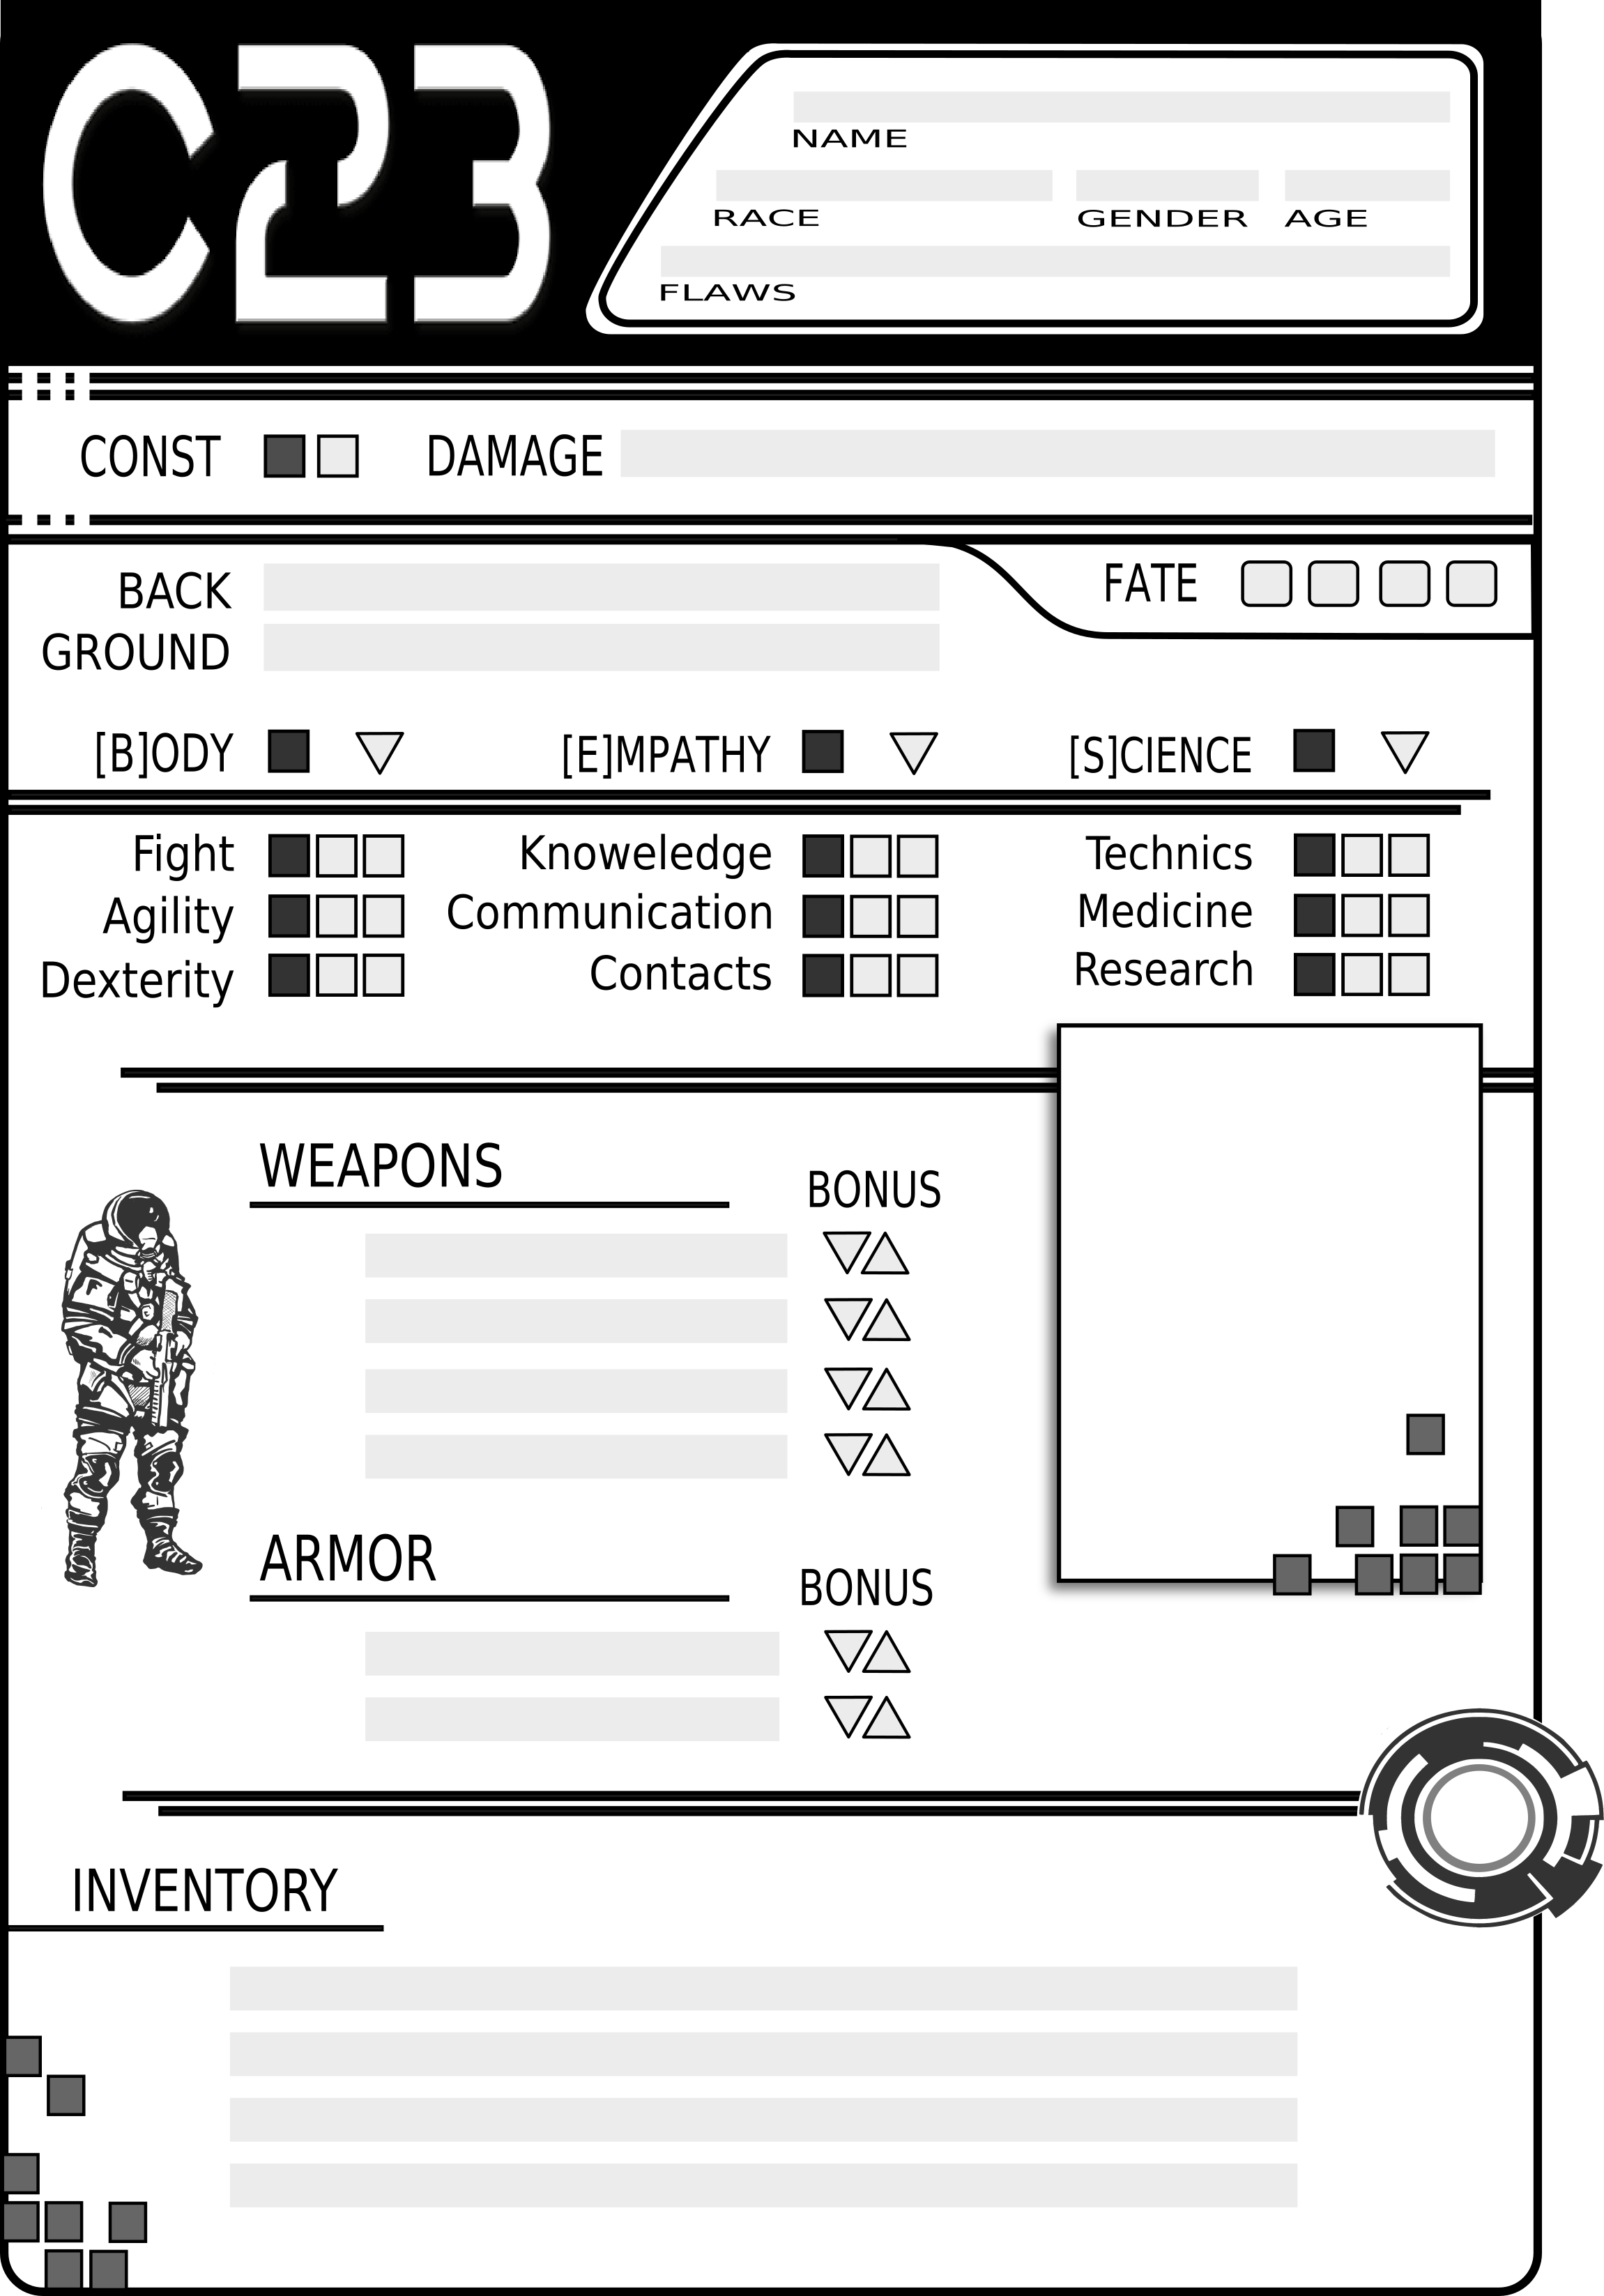 C23
NAME
RACE GENDER AGE
FLAWS
CONST DAMAGE
BACK
GROUND
FATE
[B]ODY [E]MPATHY [S]CIENCE
Fight Knoweledge Technics
Agility Communication Medicine
Dexterity Contacts Research
WEAPONS
BONUS
ARMOR
BONUS
INVENTORY